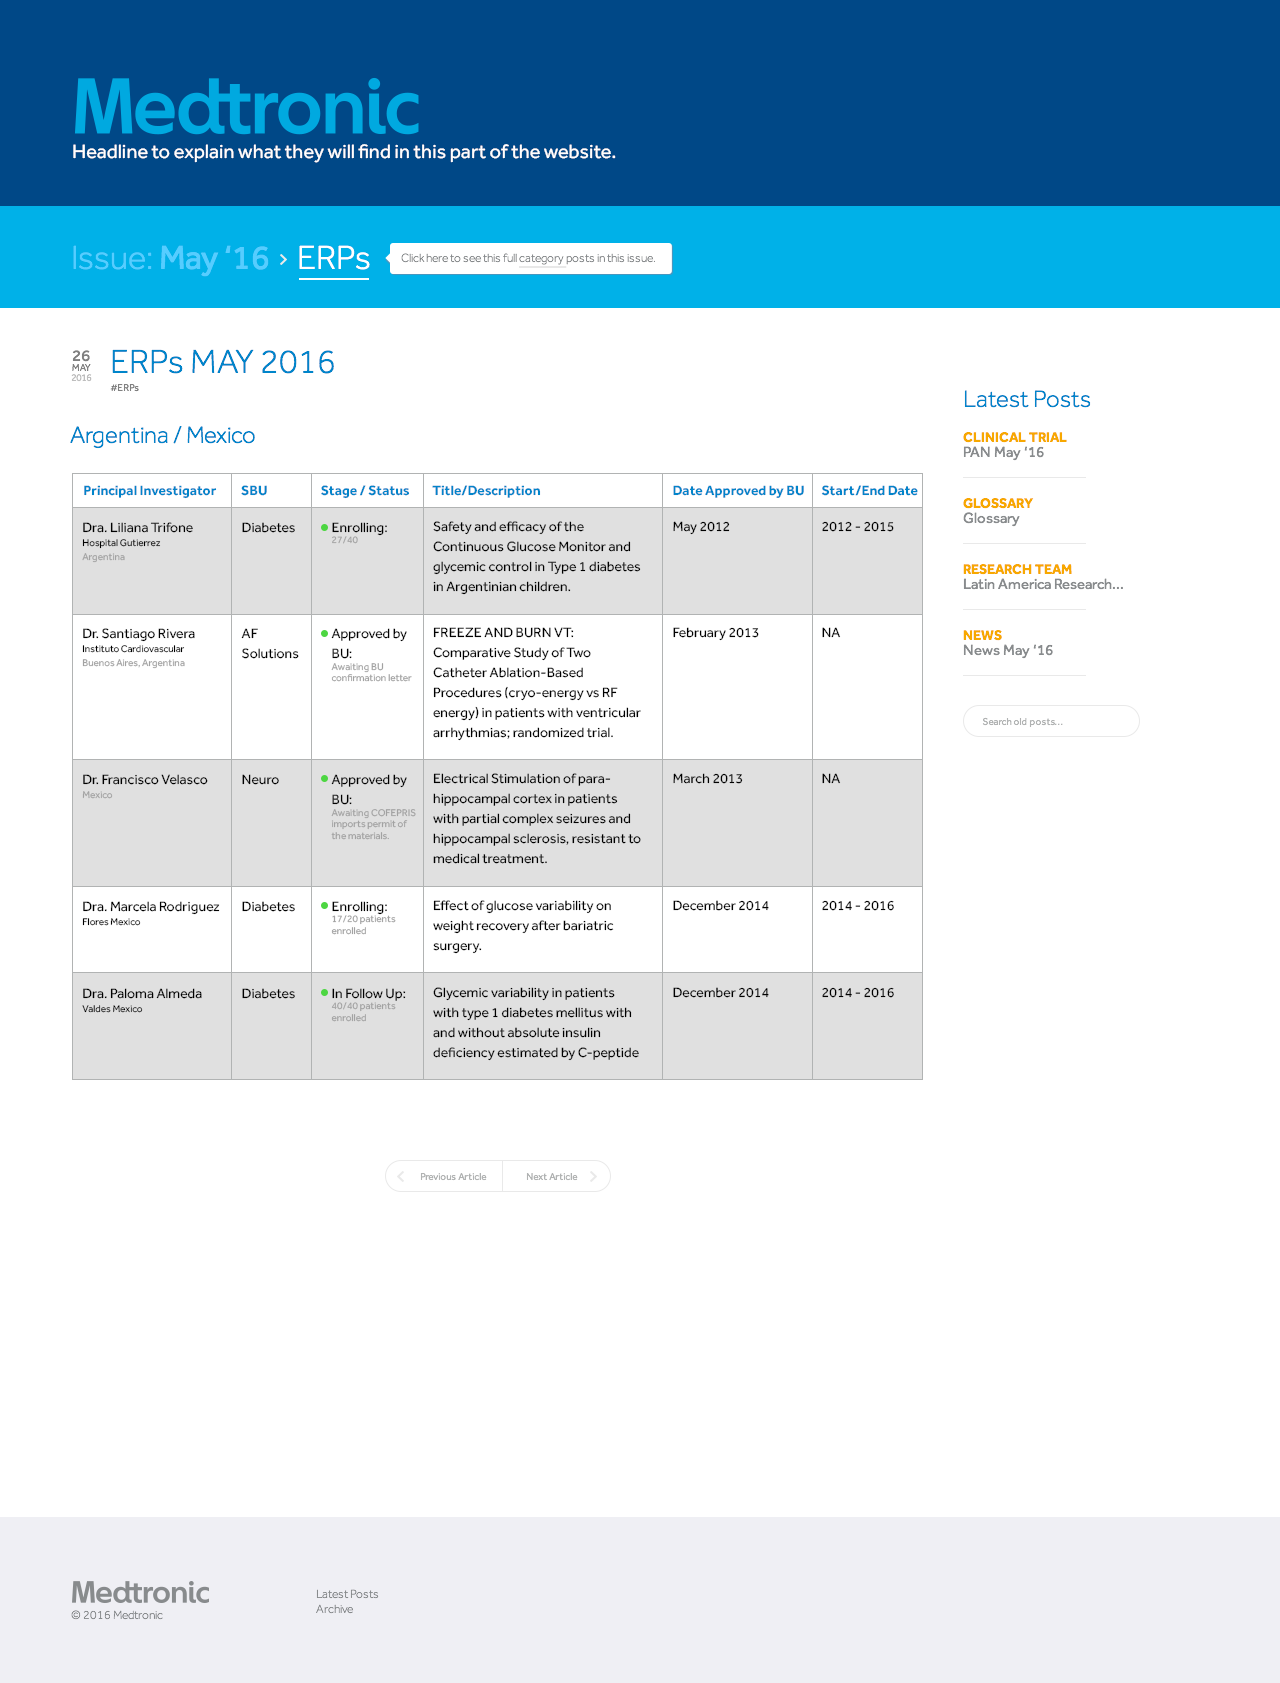 Medtronic
Headline to explain what they will find in this part of the website.
Issue: May ‘16 › ERPs
Click here to see this full category posts in this issue.
26
MAY
2016
ERPs MAY 2016
#ERPs
Argentina / Mexico
Principal Investigator
SBU
Stage / Status
Title/Description
Date Approved by BU
Start/End Date
Dra. Liliana Trifone
Hospital Gutierrez
Argentina
Diabetes
Enrolling:
27/40
Safety and efficacy of the
Continuous Glucose Monitor and
glycemic control in Type 1 diabetes
in Argentinian children.
May 2012
2012 - 2015
Dr. Santiago Rivera
Instituto Cardiovascular
Buenos Aires, Argentina
AF
Solutions
Approved by
BU:
Awaiting BU
confirmation letter
FREEZE AND BURN VT:
Comparative Study of Two
Catheter Ablation-Based
Procedures (cryo-energy vs RF
energy) in patients with ventricular
arrhythmias; randomized trial.
February 2013
NA
Dr. Francisco Velasco
Mexico
Neuro
Approved by
BU:
Awaiting COFEPRIS
imports permit of
the materials.
Electrical Stimulation of para-
hippocampal cortex in patients
with partial complex seizures and
hippocampal sclerosis, resistant to
medical treatment.
March 2013
NA
Dra. Marcela Rodriguez
Flores Mexico
Diabetes
Enrolling:
17/20 patients
enrolled
Effect of glucose variability on
weight recovery after bariatric
surgery.
December 2014
2014 - 2016
Dra. Paloma Almeda
Valdes Mexico
Diabetes
In Follow Up:
40/40 patients
enrolled
Glycemic variability in patients
with type 1 diabetes mellitus with
and without absolute insulin
deficiency estimated by C-peptide
December 2014
2014 - 2016
Latest Posts
CLINICAL TRIAL
PAN May ‘16
GLOSSARY
Glossary
RESEARCH TEAM
Latin America Research...
NEWS
News May ‘16
Search old posts...
Previous Article
Next Article
Medtronic
© 2016 Medtronic
Latest Posts
Archive